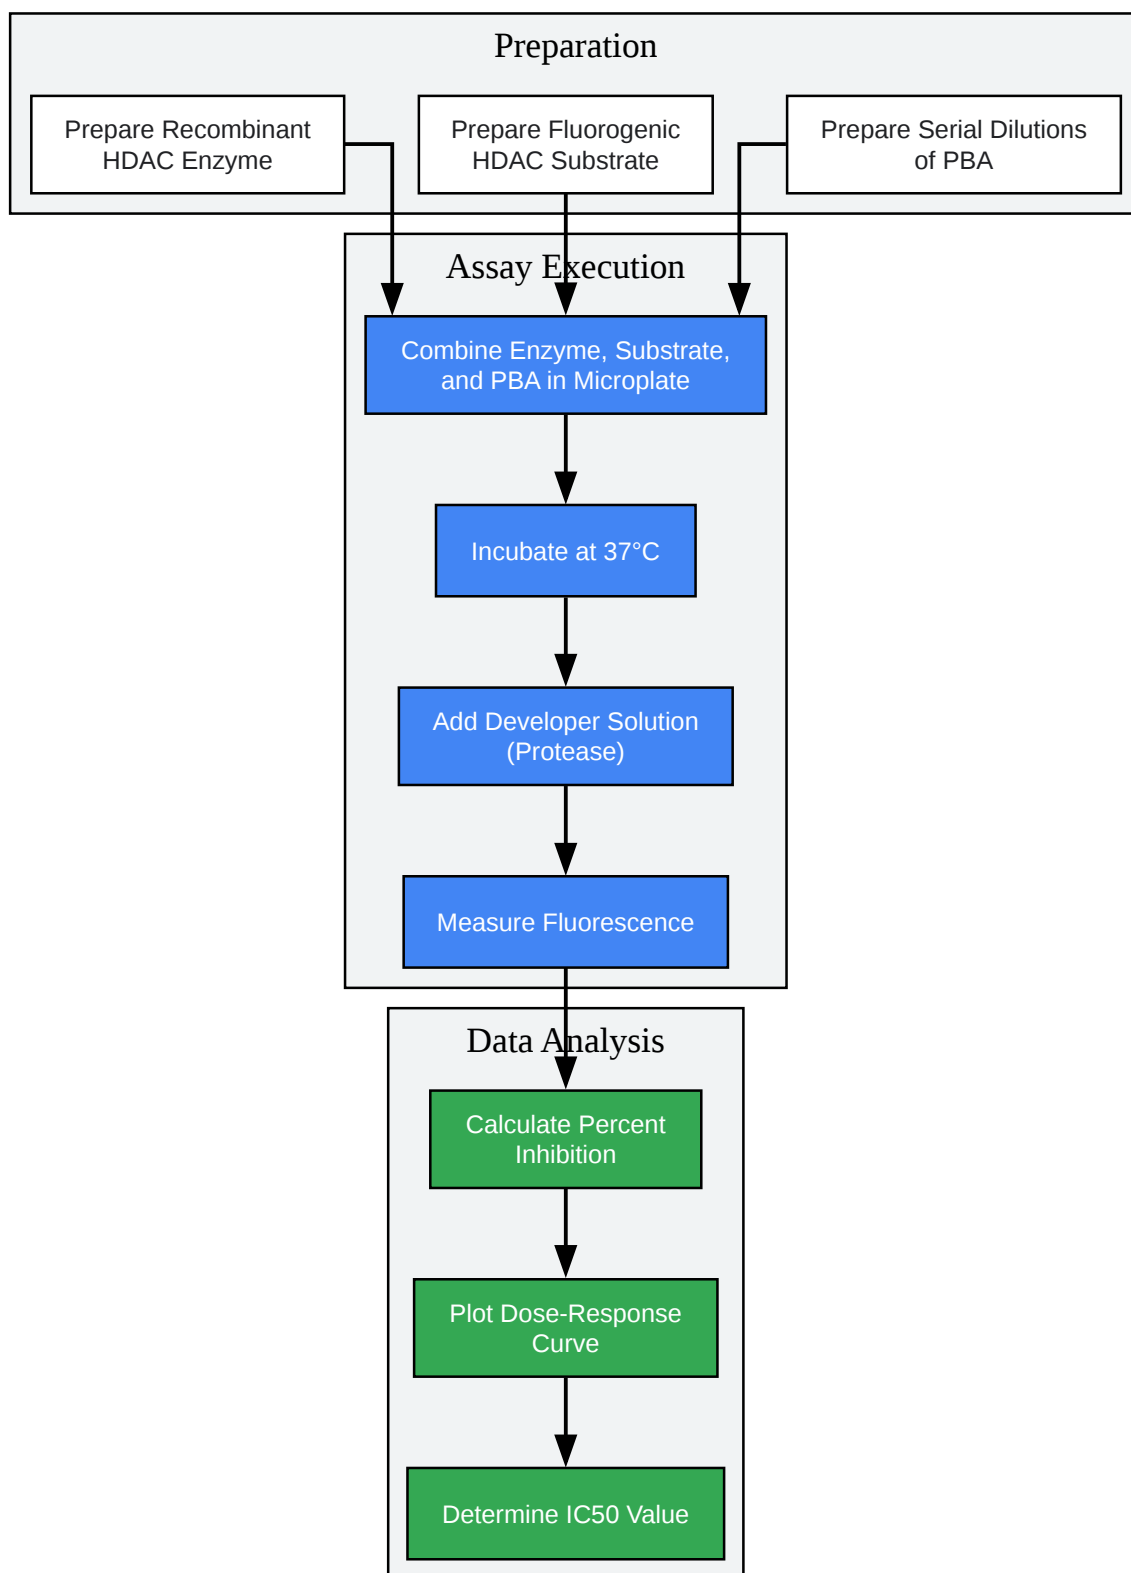 Preparation
Prepare Recombinant
HDAC Enzyme
Prepare Fluorogenic
HDAC Substrate
Prepare Serial Dilutions
of PBA
Assay Execution
Combine Enzyme, Substrate,
and PBA in Microplate
Incubate at 37°C
Add Developer Solution
(Protease)
Measure Fluorescence
Data Analysis
Calculate Percent
Inhibition
Plot Dose-Response
Curve
Determine IC50 Value